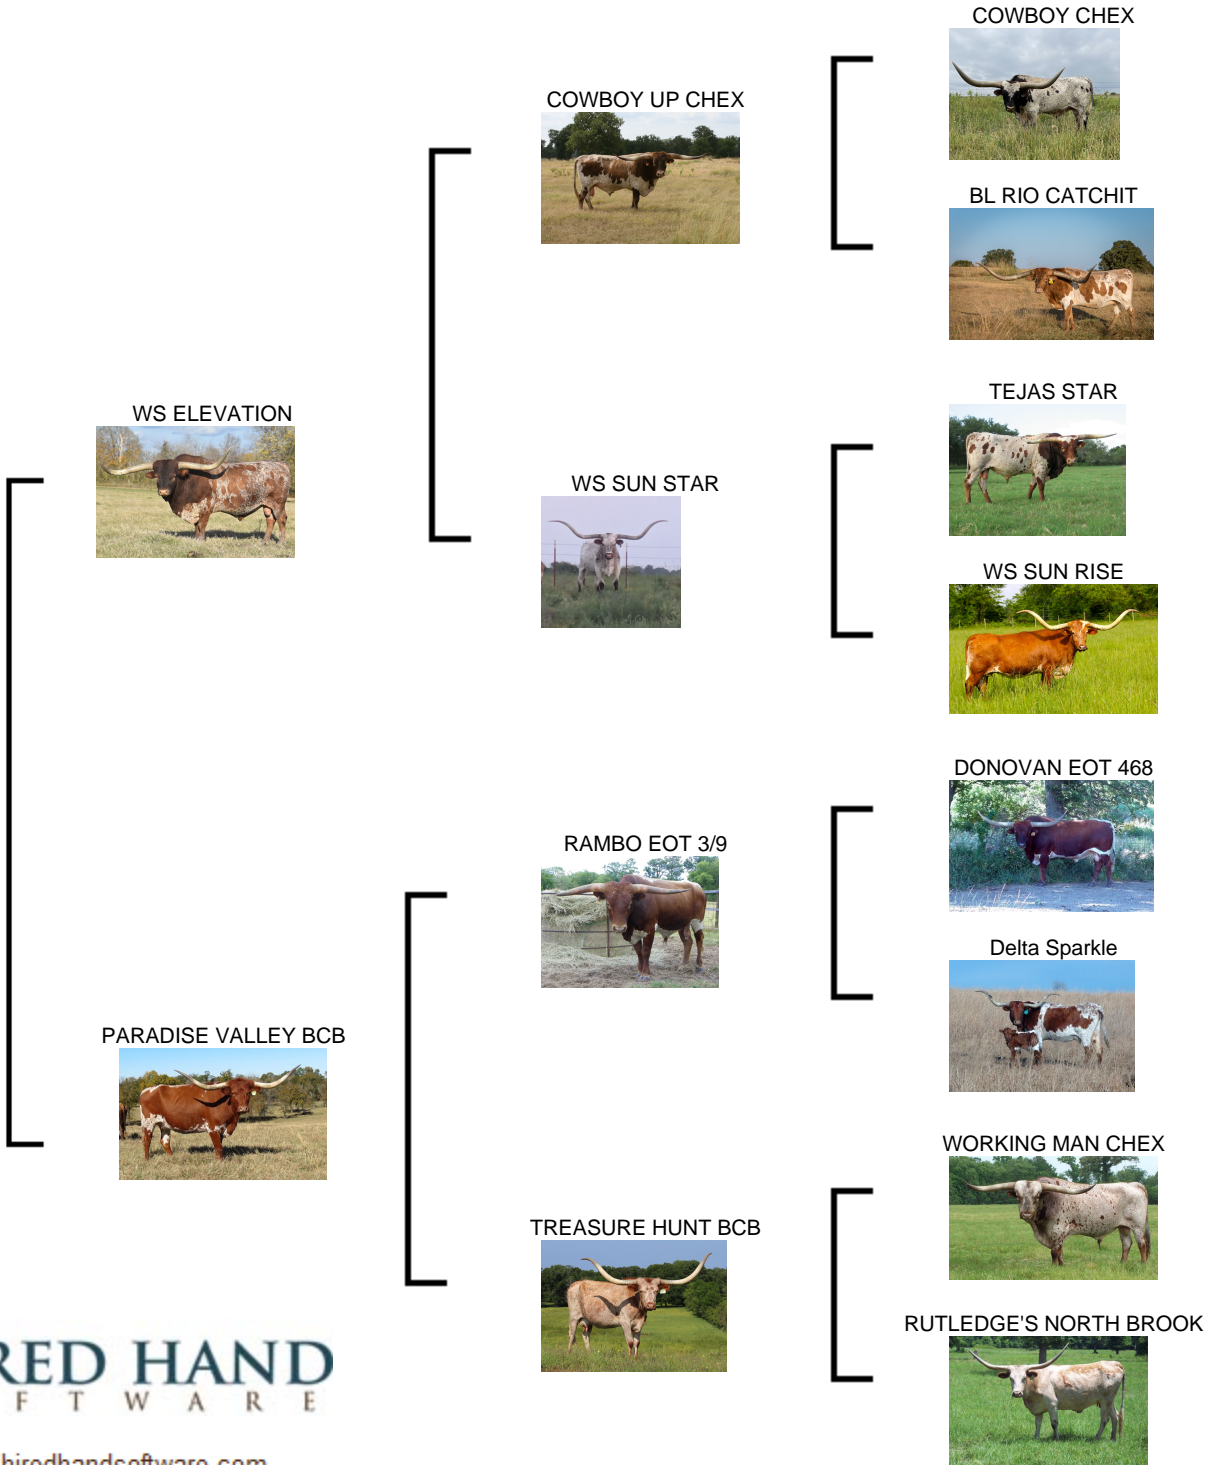 COWBOY CHEX
COWBOY UP CHEX
BL RIO CATCHIT
WS ELEVATION
TEJAS STAR
WS SUN STAR
WS SUN RISE
DONOVAN EOT 468
RAMBO EOT 3/9
Delta Sparkle
PARADISE VALLEY BCB
WORKING MAN CHEX
TREASURE HUNT BCB
RUTLEDGE'S NORTH BROOK
RED HAND
F T W A R E
hiredhandsoftware.com